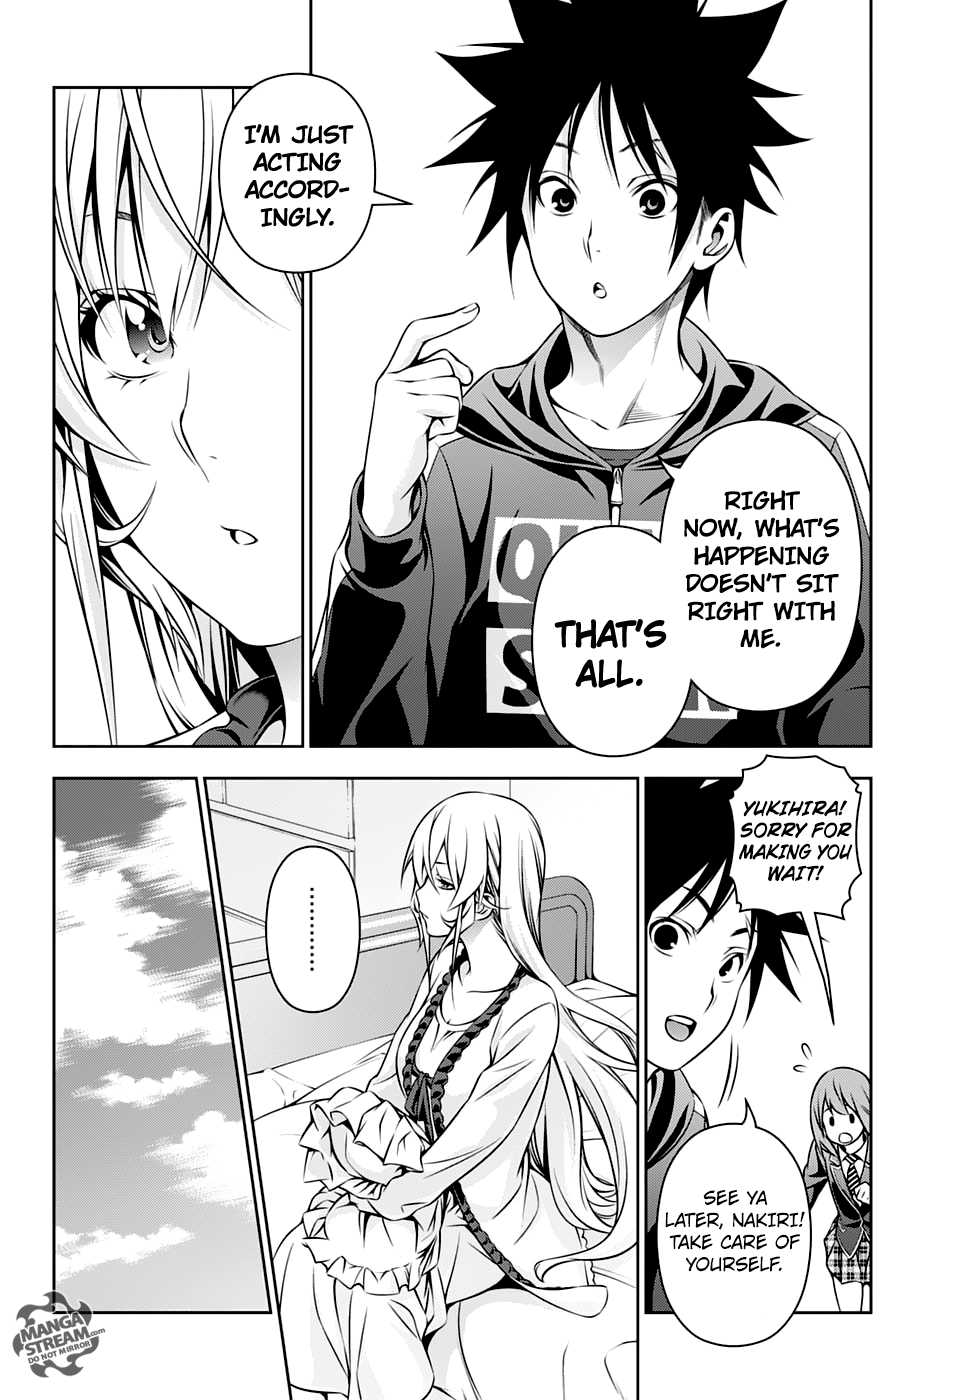 RIGHT
NOW, WHAT'S
HAPPENING
DOESN'T SIT
RIGHT WITH
ME.
THAT'S
ALL.
I'M JUST
ACTING
ACCORD-
INGLY.
YUKIHIRA!
SORRY FOR
MAKING YOU
WAIT!
SEE YA
LATER, NAKIRI!
TAKE CARE OF
YOURSELF.
..........
MANGA
STREAM.com
DO NOT MIRROR